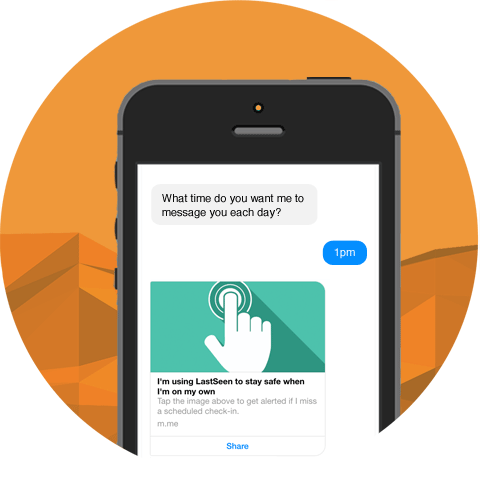 What time do you want me to
message you each day?
1pm
I'm using LastSeen to stay safe when
I'm on my own
Tap the image above to get alerted if I miss
a scheduled check-in.
m.me
Share